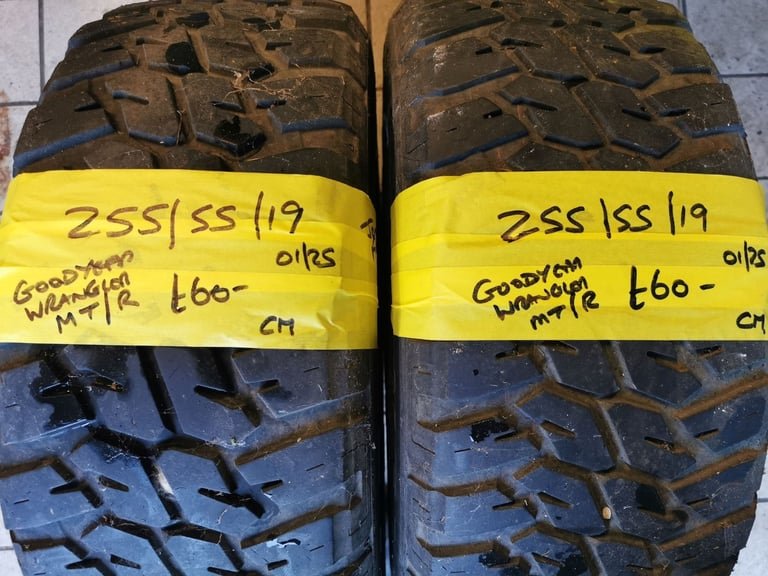 255/55/19
01/25
GOODYEAR
WRANGLER
MT/R
£60-
CM
255/55/19
01/25
GOODYEAR
WRANGLER
MT/R
£60-
CM